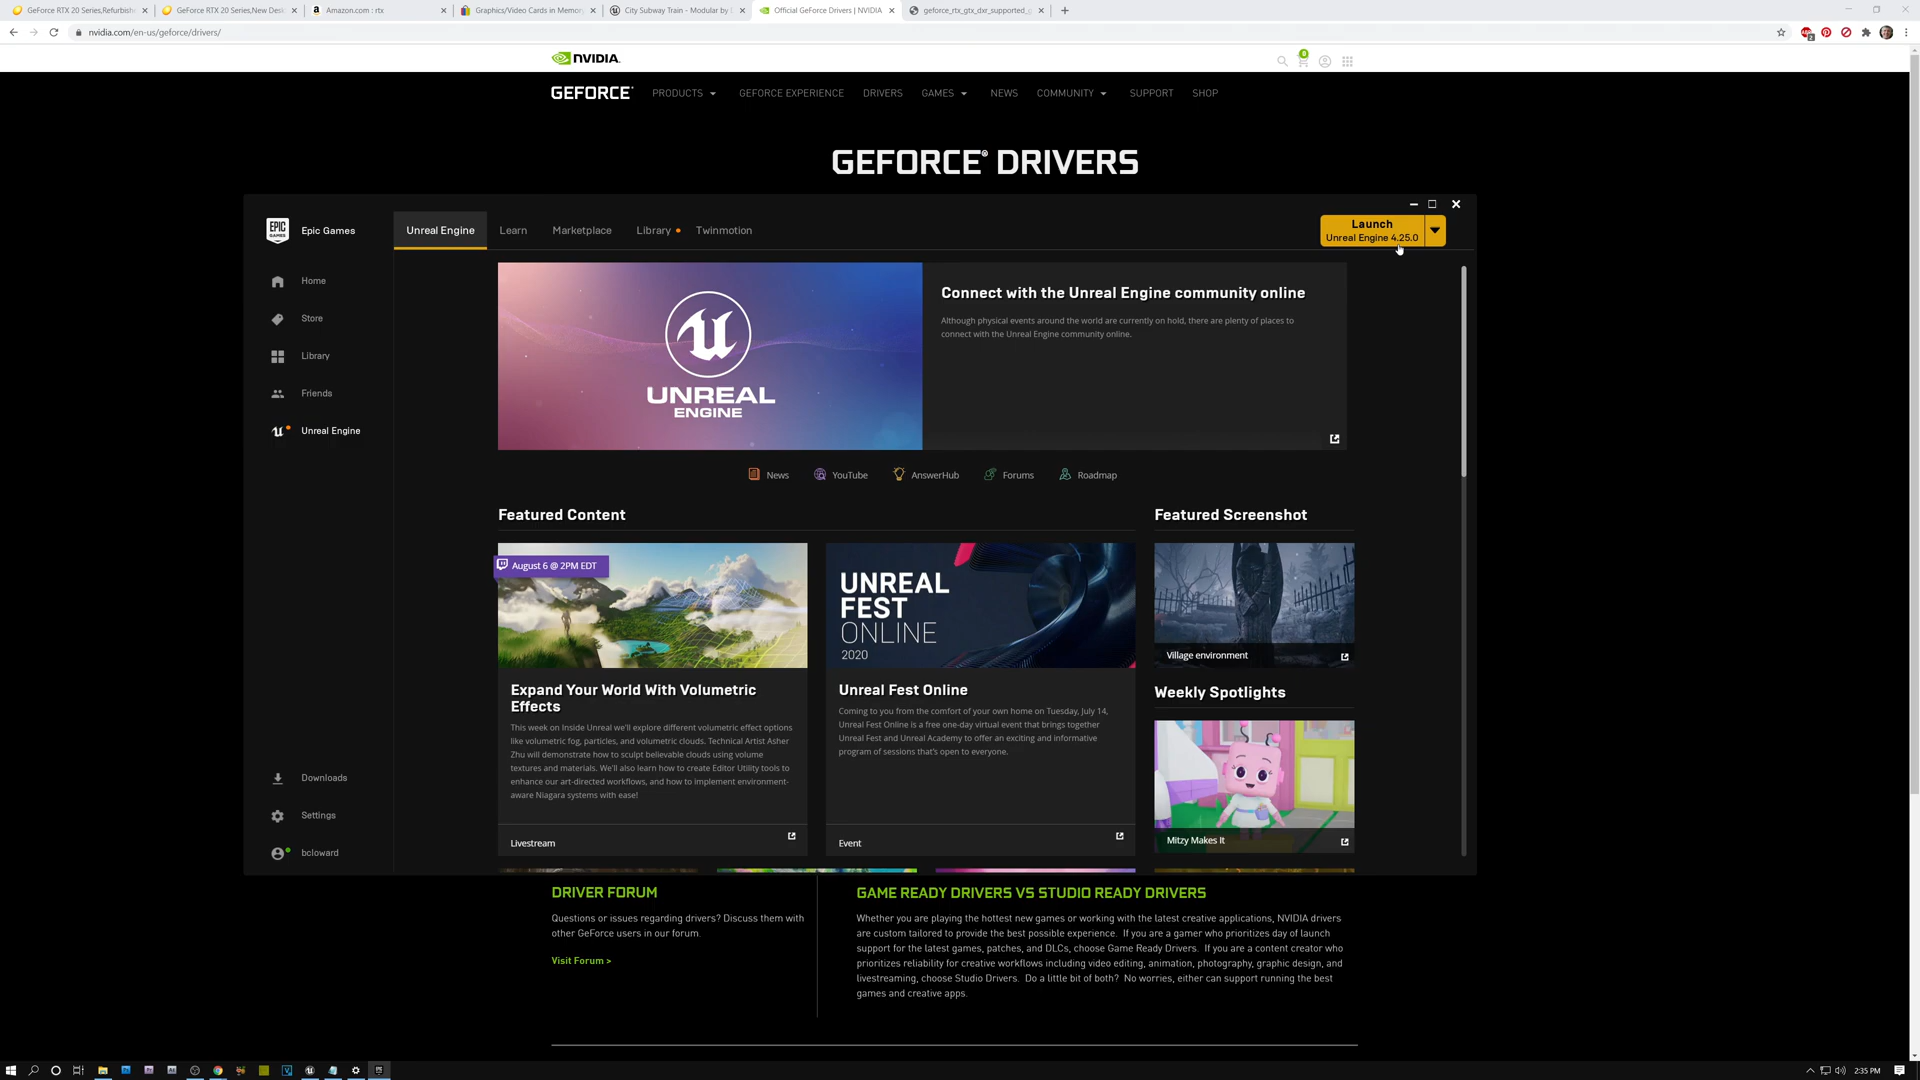 GeForce RTX 20 Series,Refurbishe
GeForce RTX 20 Series,New Desk
Amazon.com : rtx
Graphics/Video Cards in Memory
City Subway Train - Modular by D
Official GeForce Drivers | NVIDIA
geforce_rtx_gtx_dxr_supported_g
nvidia.com/en-us/geforce/drivers/
NVIDIA.
0
GEFORCE PRODUCTS GEFORCE EXPERIENCE DRIVERS GAMES NEWS COMMUNITY SUPPORT SHOP
GEFORCE® DRIVERS
EPIC GAMES
Epic Games
Unreal Engine
Learn
Marketplace
Library
Twinmotion
Launch
Unreal Engine 4.25.0
Home
Store
Library
Friends
Unreal Engine
UNREAL
ENGINE
Connect with the Unreal Engine community online
Although physical events around the world are currently on hold, there are plenty of places to
connect with the Unreal Engine community online.
News
YouTube
AnswerHub
Forums
Roadmap
Featured Content
Featured Screenshot
August 6 @ 2PM EDT
UNREAL
FEST
ONLINE
2020
Village environment
Expand Your World With Volumetric
Effects
This week on Inside Unreal we'll explore different volumetric effect options
like volumetric fog, particles, and volumetric clouds. Technical Artist Asher
Zhu will demonstrate how to sculpt believable clouds using volume
textures and materials. We'll also learn how to create Editor Utility tools to
enhance our art-directed workflows, and how to implement environment-
aware Niagara systems with ease!
Livestream
Unreal Fest Online
Coming to you from the comfort of your own home on Tuesday, July 14,
Unreal Fest Online is a free one-day virtual event that brings together
Unreal Fest and Unreal Academy to offer an exciting and informative
program of sessions that's open to everyone.
Event
Weekly Spotlights
Mitzy Makes It
Downloads
Settings
bcloward
DRIVER FORUM
Questions or issues regarding drivers? Discuss them with
other GeForce users in our forum.
Visit Forum >
GAME READY DRIVERS VS STUDIO READY DRIVERS
Whether you are playing the hottest new games or working with the latest creative applications, NVIDIA drivers
are custom tailored to provide the best possible experience. If you are a gamer who prioritizes day of launch
support for the latest games, patches, and DLCs, choose Game Ready Drivers. If you are a content creator who
prioritizes reliability for creative workflows including video editing, animation, photography, graphic design, and
livestreaming, choose Studio Drivers. Do a little bit of both? No worries, either can support running the best
games and creative apps.
2:35 PM